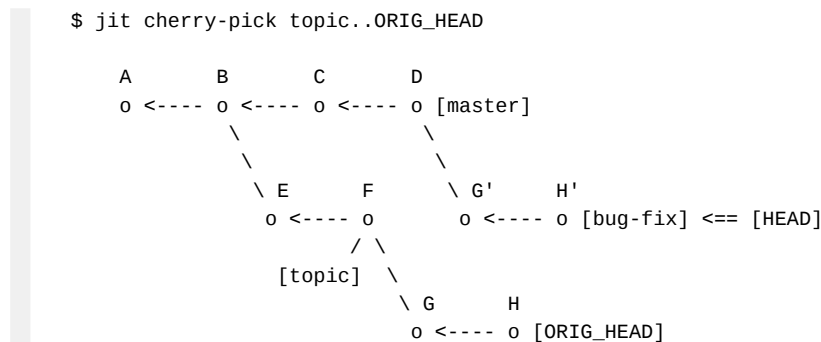 $ jit cherry-pick topic..ORIG_HEAD
A B C D
o <---- o <---- o <---- o [master]
\ \
\ \
\ E F \ G' H'
o <---- o o <---- o [bug-fix] <== [HEAD]
/ \
[topic] \
\ G H
o <---- o [ORIG_HEAD]